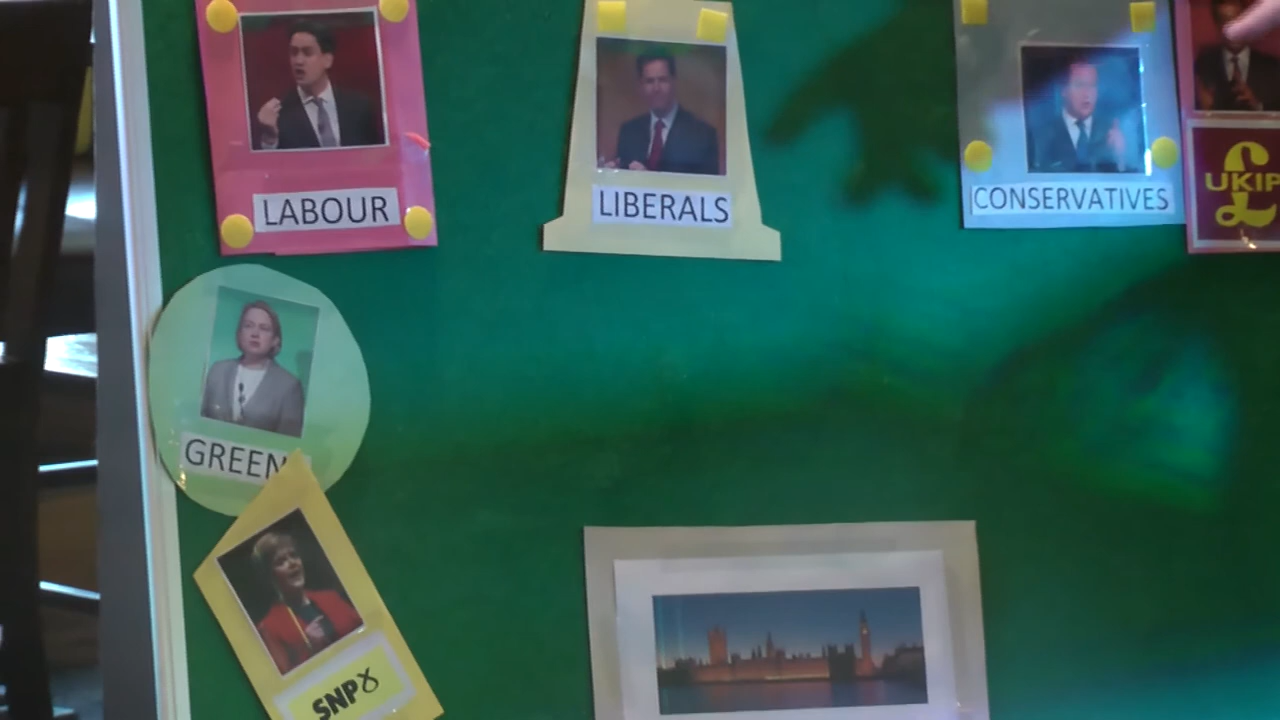 LABOUR
LIBERALS
CONSERVATIVES
UKIP
GREEN
SNP